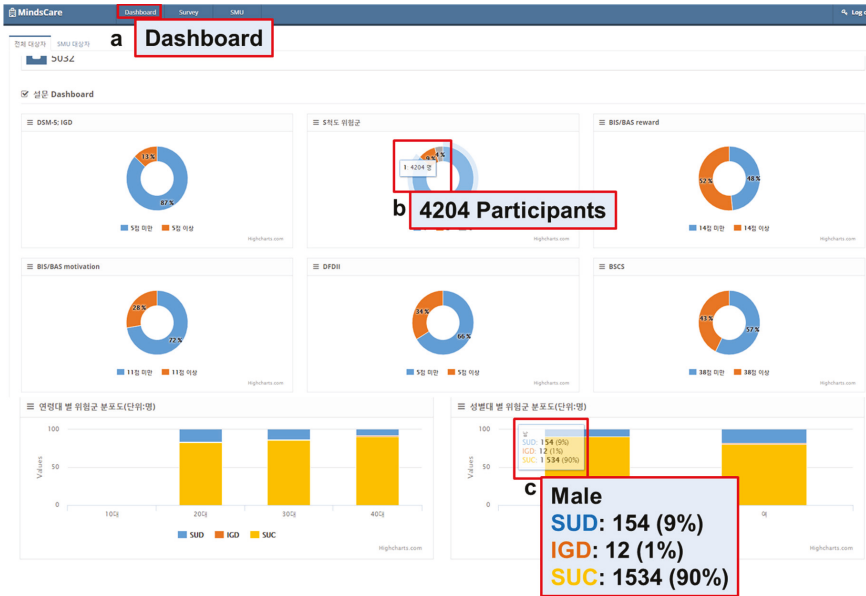 MindsCare Dashboard Survey SMU Log
a Dashboard
전체 대상자 SMU 대상자
5032
설문 Dashboard
DSM-5: IGD
13%
87%
5점 미만 5점 이상
Highcharts.com
S척도 위험군
9% 4%
1: 4204 명
b 4204 Participants
Highcharts.com
BIS/BAS reward
52% 48%
14점 미만 14점 이상
Highcharts.com
BIS/BAS motivation
28%
72%
11점 미만 11점 이상
Highcharts.com
DFDII
34%
66%
5점 미만 5점 이상
Highcharts.com
BSCS
43%
57%
38점 미만 38점 이상
Highcharts.com
연령대 별 위험군 분포도(단위:명)
Values
100
50
0
10대 20대 30대 40대
SUD IGD SUC
Highcharts.com
성별대 별 위험군 분포도(단위:명)
Values
100
50
0
남
SUD: 154 (9%)
IGD: 12 (1%)
SUC: 1 534 (90%)
여
c Male
SUD: 154 (9%)
IGD: 12 (1%)
SUC: 1534 (90%)
Highcharts.com